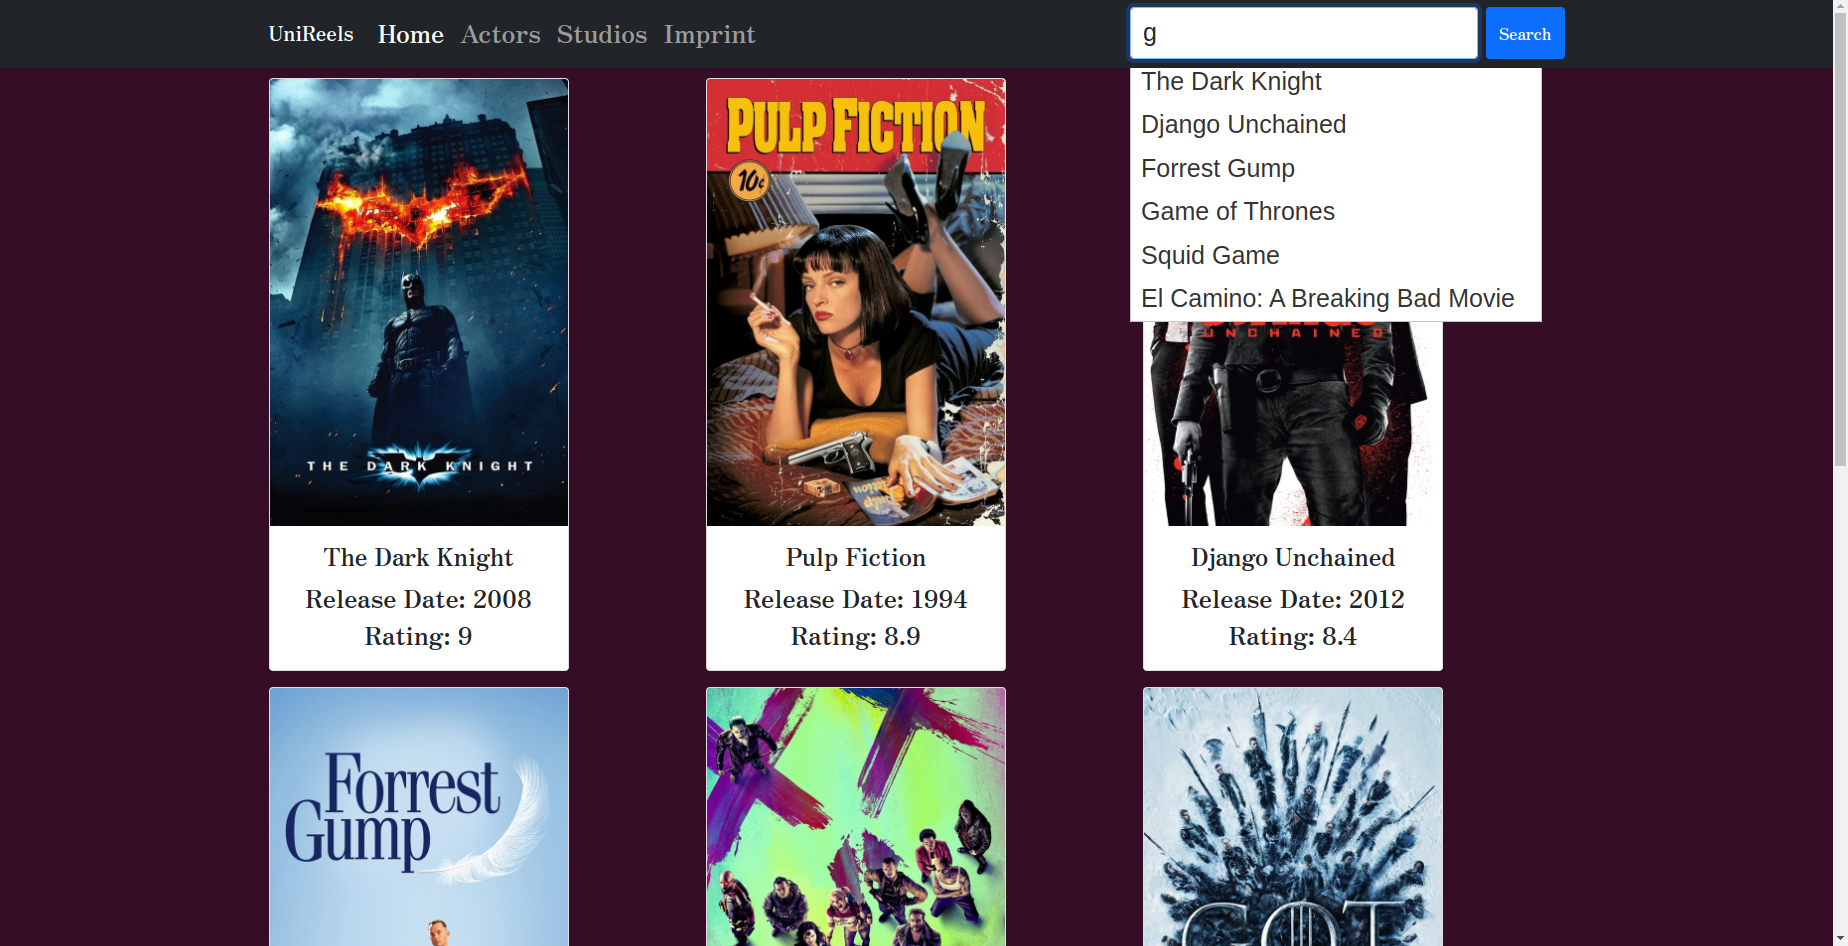 UniReels Home Actors Studios Imprint g Search
The Dark Knight
Django Unchained
Forrest Gump
Game of Thrones
Squid Game
El Camino: A Breaking Bad Movie
THE DARK KNIGHT
PULP FICTION
10¢
UNCHAINED
The Dark Knight
Release Date: 2008
Rating: 9
Pulp Fiction
Release Date: 1994
Rating: 8.9
Django Unchained
Release Date: 2012
Rating: 8.4
Forrest
Gump
GOT